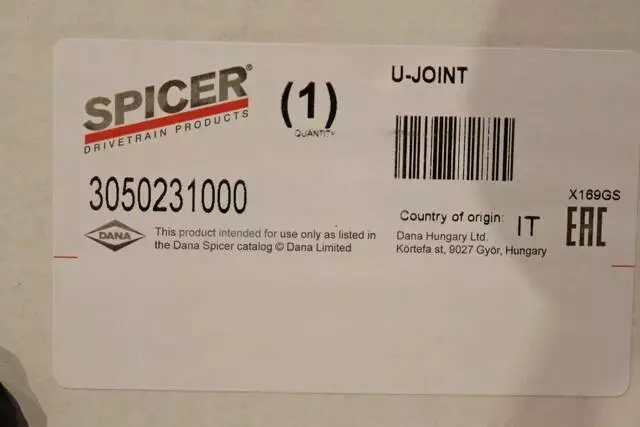 SPICER®
DRIVETRAIN PRODUCTS
(1)
QUANTITY
U-JOINT
3050231000
X169GS
Country of origin: IT
EAC
DANA
This product intended for use only as listed in
the Dana Spicer catalog © Dana Limited
Dana Hungary Ltd.
Körtefa st, 9027 Györ, Hungary